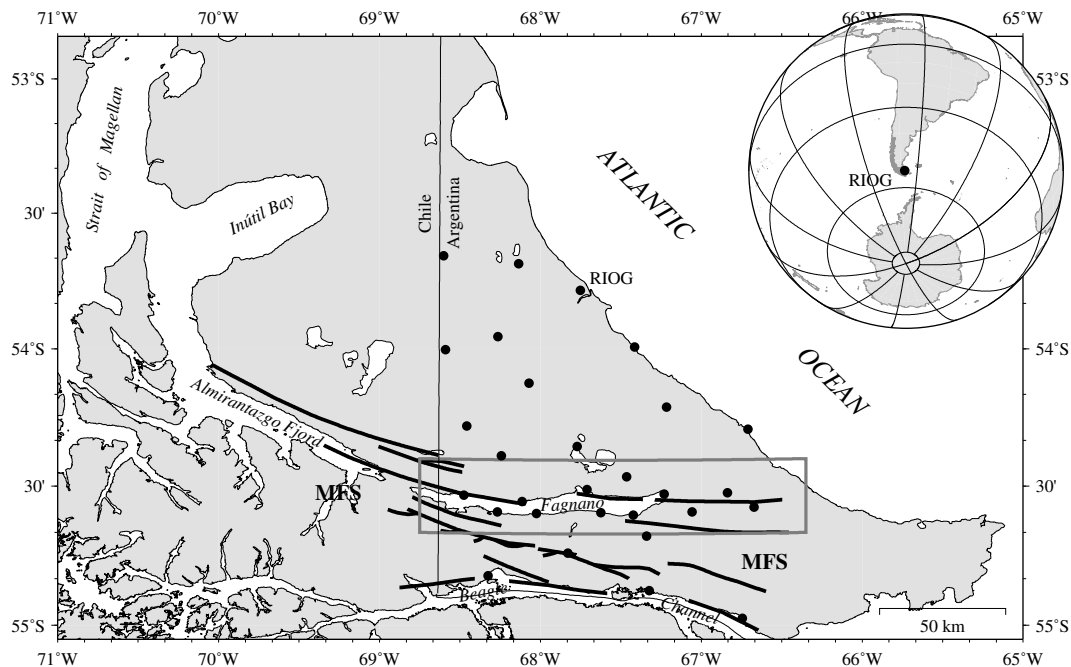 71°W 70°W 69°W 68°W 67°W 66°W 65°W
53°S
53°S
Strait of Magellan
Inútil Bay
30'
Chile
Argentina
ATLANTIC
OCEAN
RIOG
RIOG
54°S
54°S
Almirantazgo Fjord
MFS
30'
30'
Fagnano
MFS
Beagle
Channel
50 km
55°S
55°S
71°W 70°W 69°W 68°W 67°W 66°W 65°W